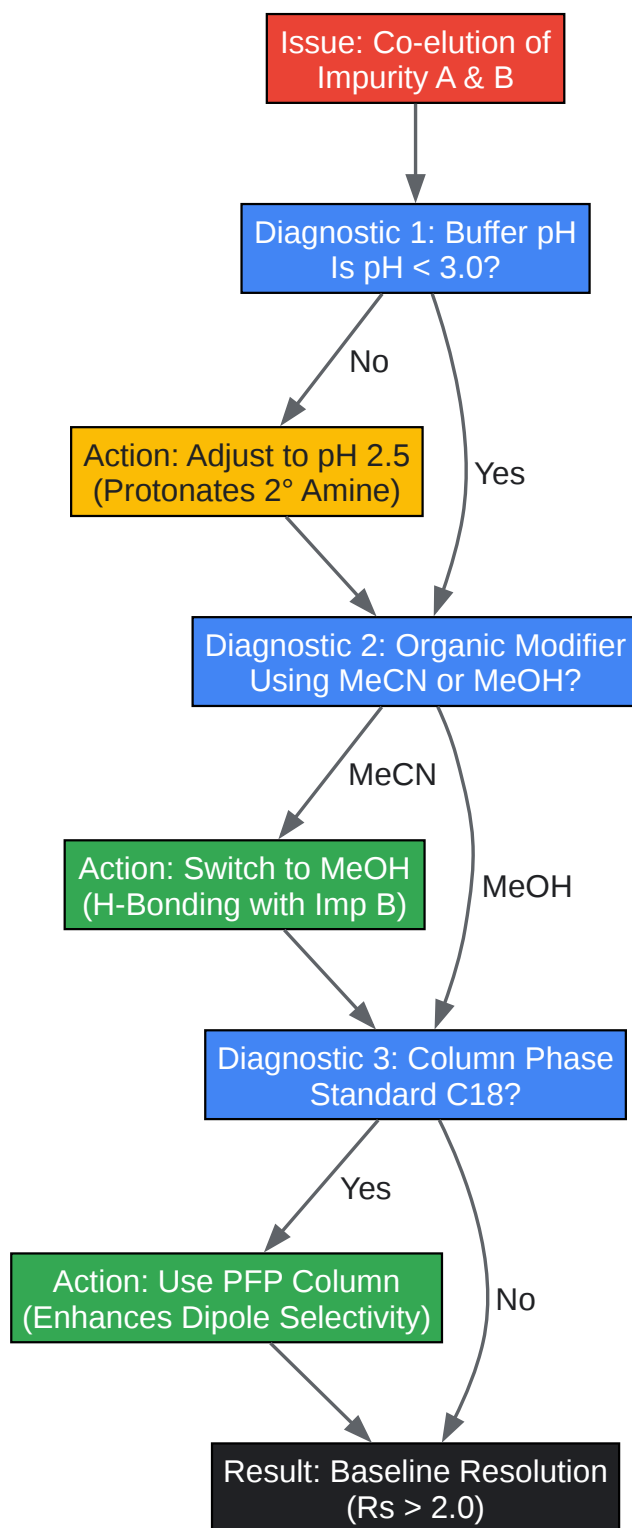 Issue: Co-elution of
Impurity A & B
Diagnostic 1: Buffer pH
Is pH < 3.0?
No
Action: Adjust to pH 2.5
(Protonates 2° Amine)
Yes
Diagnostic 2: Organic Modifier
Using MeCN or MeOH?
MeCN
Action: Switch to MeOH
(H-Bonding with Imp B)
MeOH
Diagnostic 3: Column Phase
Standard C18?
Yes
Action: Use PFP Column
(Enhances Dipole Selectivity)
No
Result: Baseline Resolution
(Rs > 2.0)